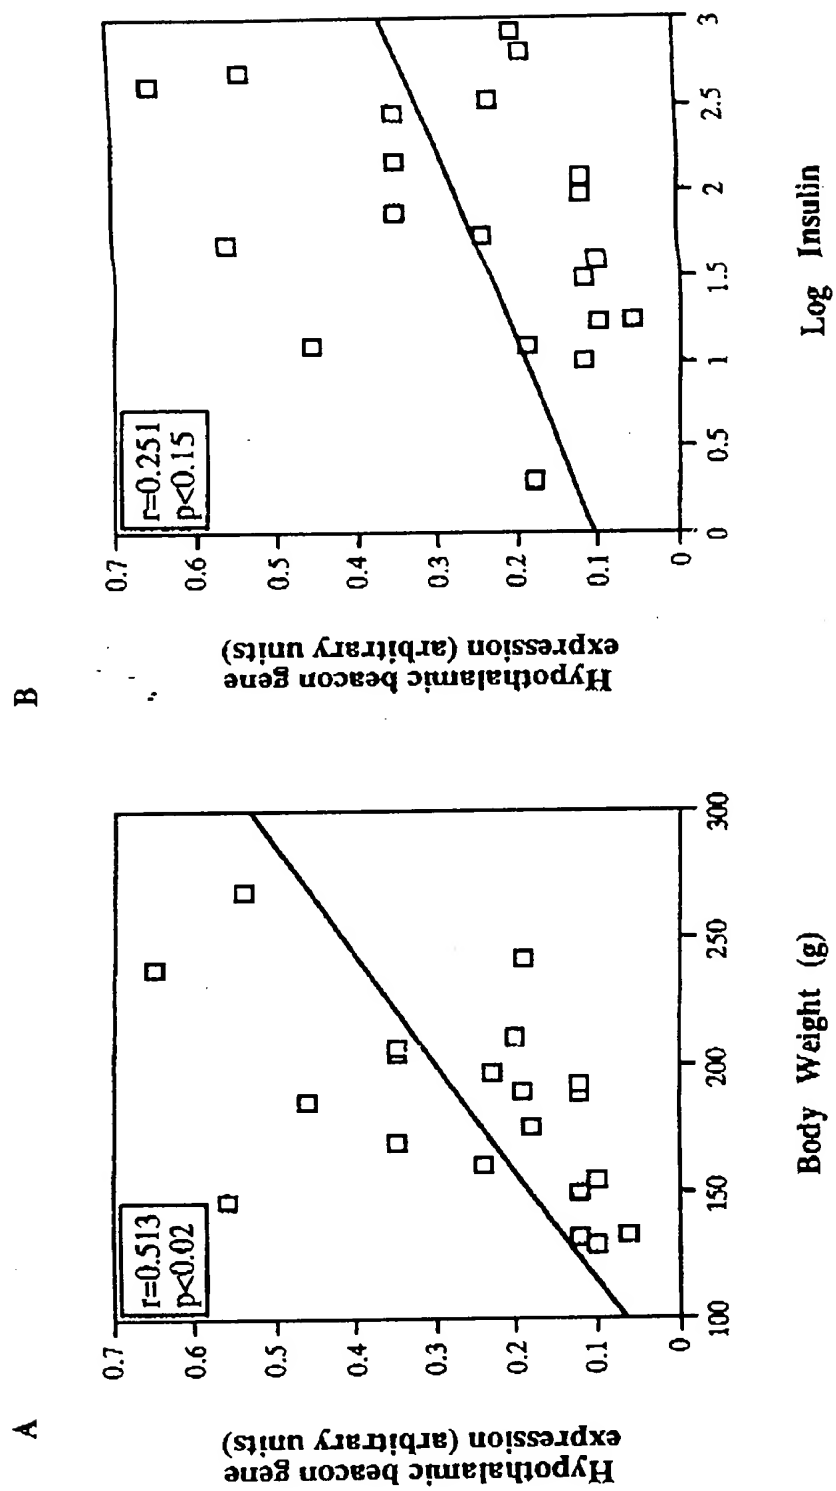 A
Hypothalamic beacon gene
expression (arbitrary units)
0.7
0.6
0.5
0.4
0.3
0.2
0.1
0
r=0.513
p<0.02
100
150
200
250
300
Body Weight (g)
B
Hypothalamic beacon gene
expression (arbitrary units)
0.7
0.6
0.5
0.4
0.3
0.2
0.1
0
r=0.251
p<0.15
0
0.5
1
1.5
2
2.5
3
Log Insulin